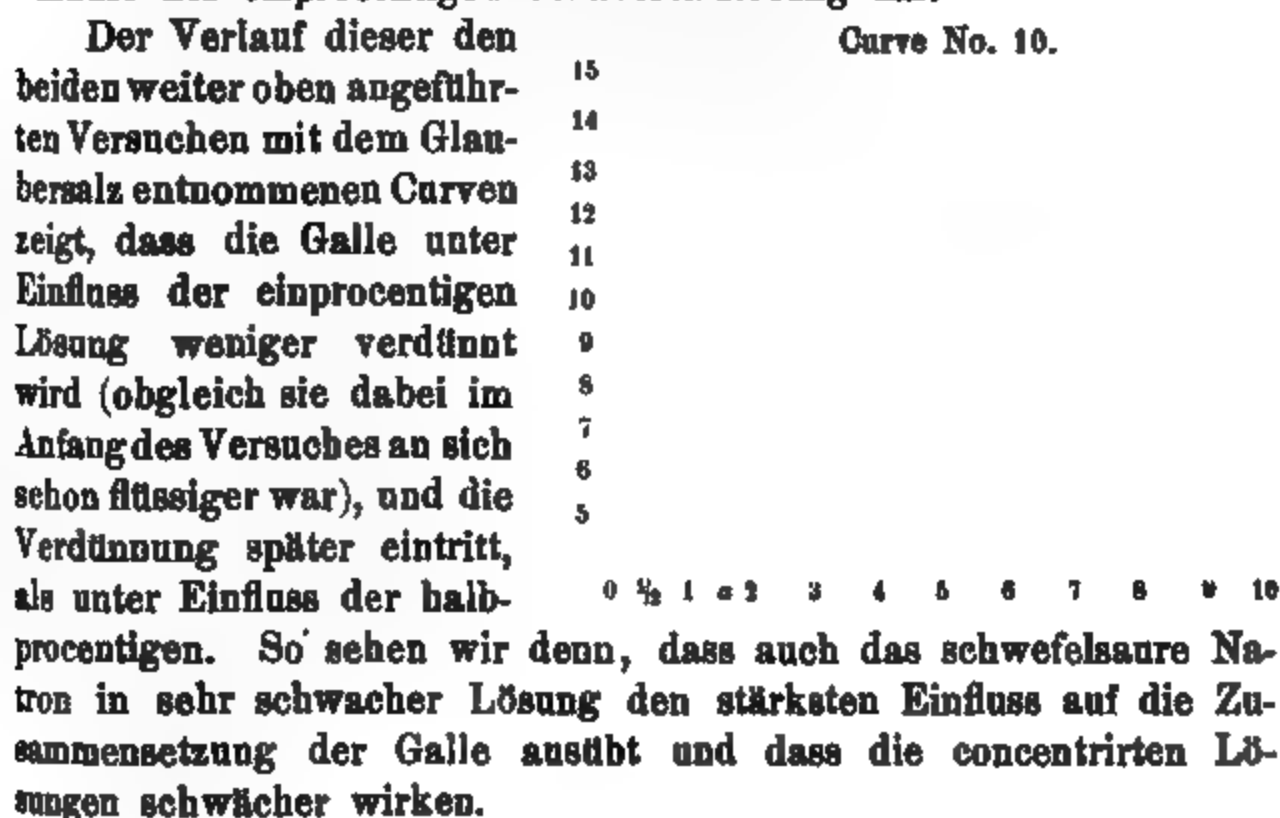 Der Verlauf dieser den
beiden weiter oben angeführ-
ten Versuchen mit dem Glau-
bersalz entnommenen Curven
zeigt, dass die Galle unter
Einfluss der einprocentigen
Lösung weniger verdünnt
wird (obgleich sie dabei im
Anfang des Versuches an sich
schon flüssiger war), und die
Verdünnung später eintritt,
als unter Einfluss der halb-
Curve No. 10.
15
14
13
12
11
10
9
8
7
6
5
0 ½ 1 a 2 3 4 5 6 7 8 9 10
procentigen. So sehen wir denn, dass auch das schwefelsaure Na-
tron in sehr schwacher Lösung den stärksten Einfluss auf die Zu-
sammensetzung der Galle ausübt und dass die concentrirten Lö-
sungen schwächer wirken.